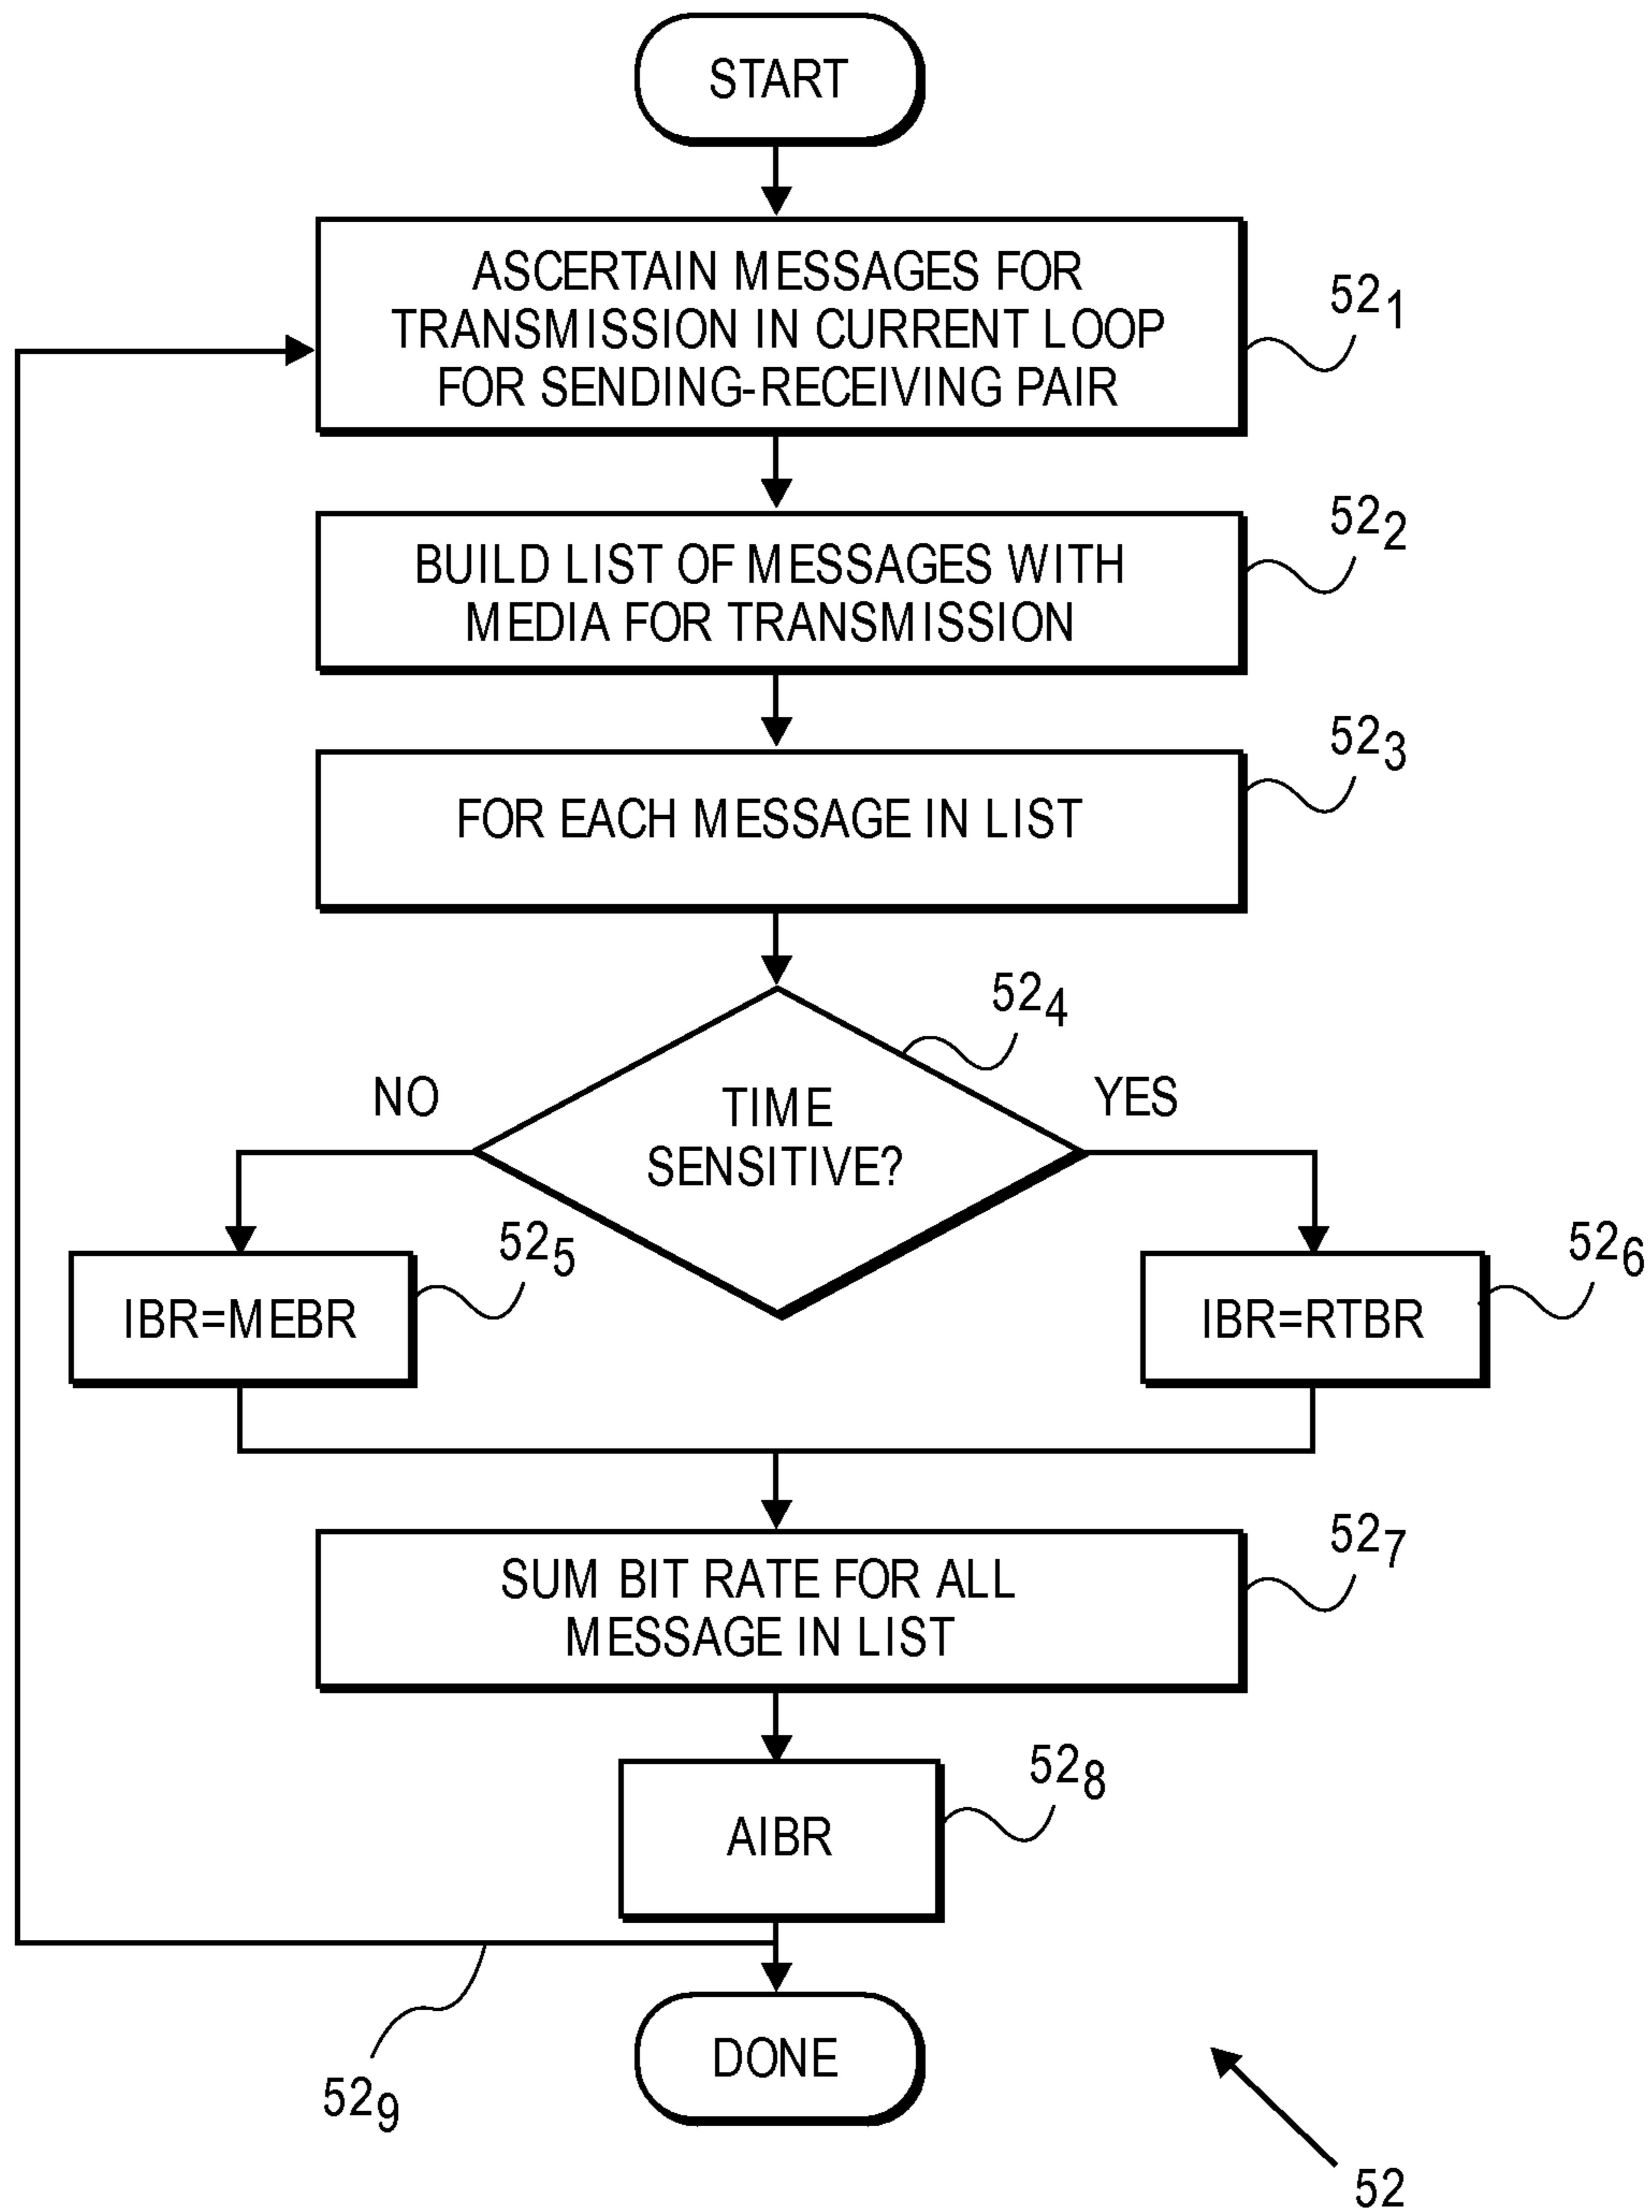 START
ASCERTAIN MESSAGES FOR
TRANSMISSION IN CURRENT LOOP
FOR SENDING-RECEIVING PAIR
52₁
BUILD LIST OF MESSAGES WITH
MEDIA FOR TRANSMISSION
52₂
FOR EACH MESSAGE IN LIST
52₃
52₄
NO
TIME
SENSITIVE?
YES
IBR=MEBR
52₅
IBR=RTBR
52₆
SUM BIT RATE FOR ALL
MESSAGE IN LIST
52₇
AIBR
52₈
DONE
52₉
52